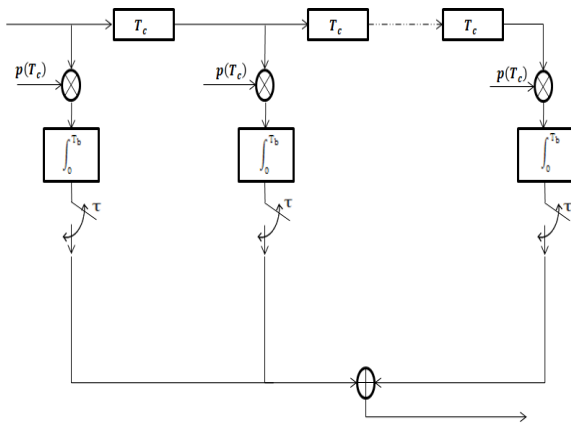 T_c
T_c
T_c
p(T_c)
p(T_c)
p(T_c)
∫_0^{T_b}
∫_0^{T_b}
∫_0^{T_b}
τ
τ
τ